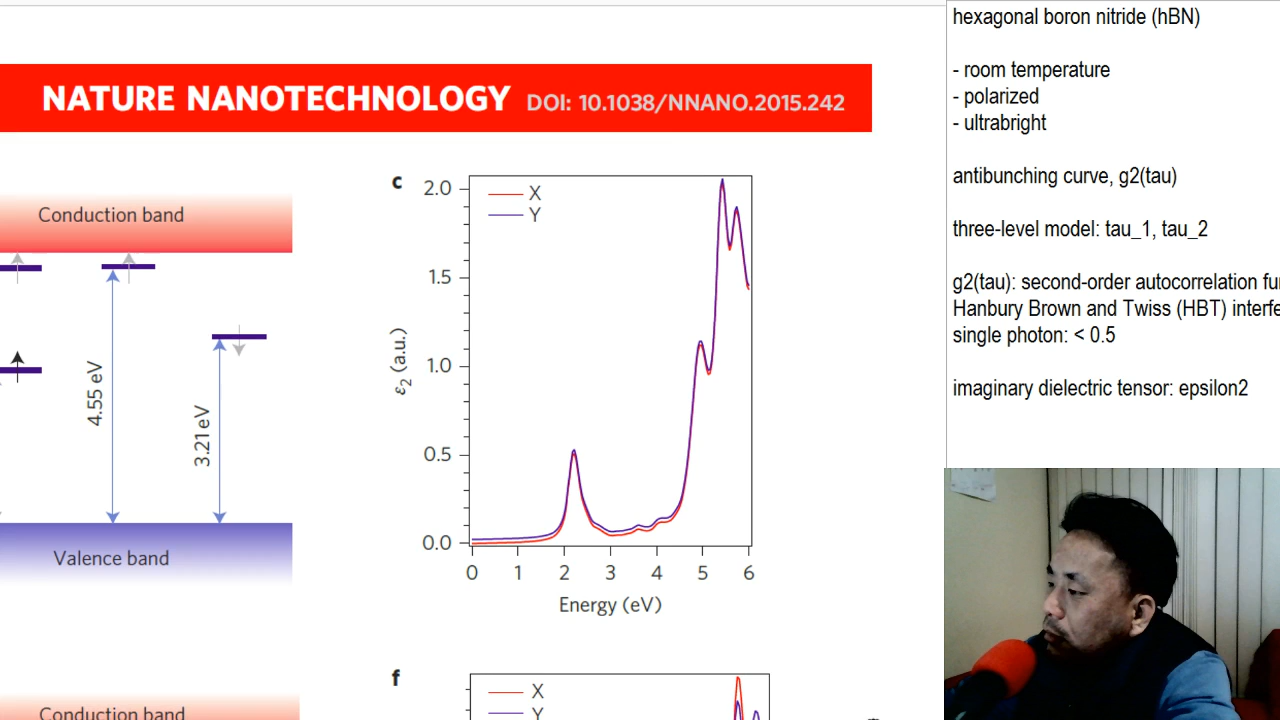 NATURE NANOTECHNOLOGY DOI: 10.1038/NNANO.2015.242
Conduction band
4.55 eV
3.21 eV
Valence band
Conduction band
c
X
Y
2.0
1.5
1.0
0.5
0.0
ε2 (a.u.)
0 1 2 3 4 5 6
Energy (eV)
f
X
Y
hexagonal boron nitride (hBN)
- room temperature
- polarized
- ultrabright
antibunching curve, g2(tau)
three-level model: tau_1, tau_2
g2(tau): second-order autocorrelation fu
Hanbury Brown and Twiss (HBT) interfe
single photon: < 0.5
imaginary dielectric tensor: epsilon2